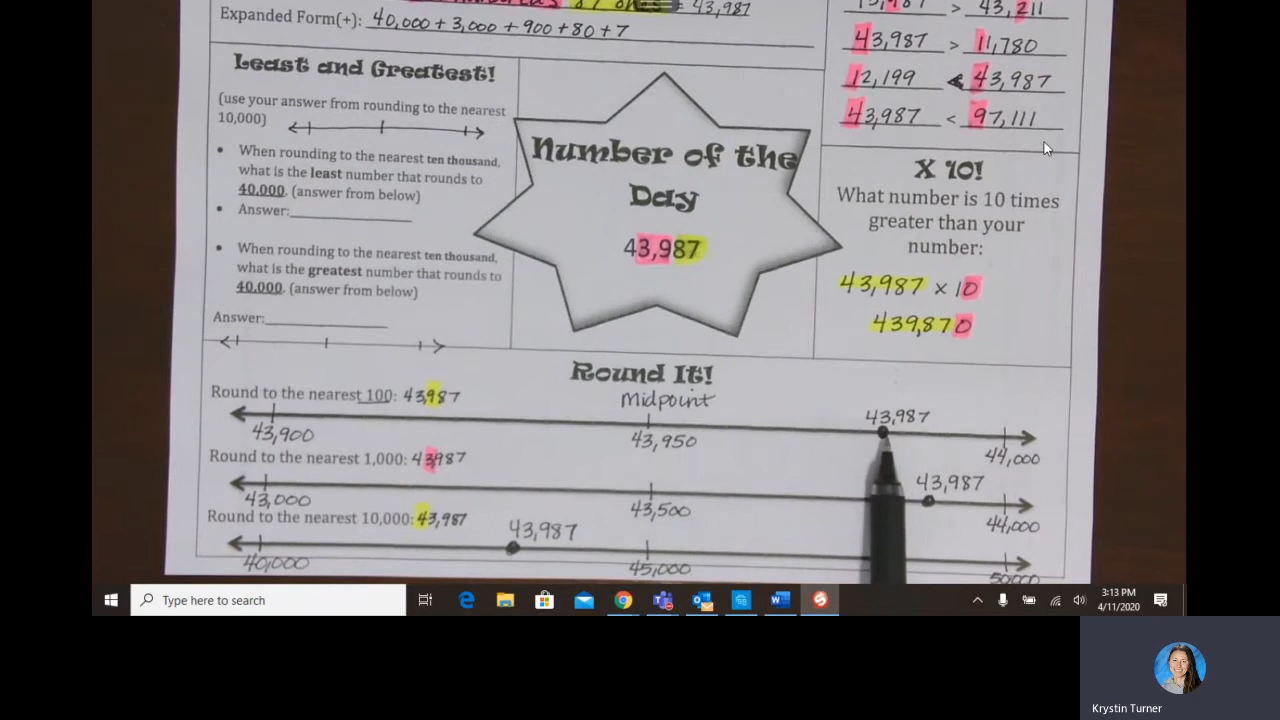 = 43,987
Expanded Form(+): 40,000 + 3,000 + 900 + 80 + 7
> 43,211
43,987 > 11,780
12,199 < 43,987
43,987 < 97,111
Least and Greatest!
(use your answer from rounding to the nearest
10,000)
• When rounding to the nearest ten thousand,
what is the least number that rounds to
40,000. (answer from below)
• Answer:
• When rounding to the nearest ten thousand,
what is the greatest number that rounds to
40,000. (answer from below)
Answer:
Number of the
Day
43,987
X 10!
What number is 10 times
greater than your
number:
43,987 × 10
439,870
Round It!
Round to the nearest 100: 43,987
Midpoint
43,987
43,900 43,950 44,000
Round to the nearest 1,000: 43987
43,987
43,000 43,500 44,000
Round to the nearest 10,000: 43,987
43,987
40,000 45,000 50,000
Type here to search
3:13 PM
4/11/2020
Krystin Turner